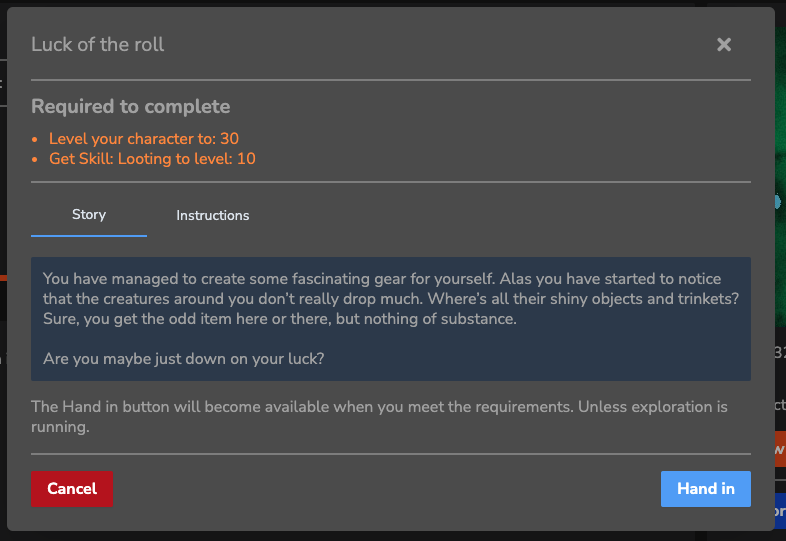 Luck of the roll
Required to complete
Level your character to: 30
Get Skill: Looting to level: 10
Story
Instructions
You have managed to create some fascinating gear for yourself. Alas you have started to notice
that the creatures around you don't really drop much. Where's all their shiny objects and trinkets?
Sure, you get the odd item here or there, but nothing of substance.
Are you maybe just down on your luck?
The Hand in button will become available when you meet the requirements. Unless exploration is
running.
Cancel
Hand in